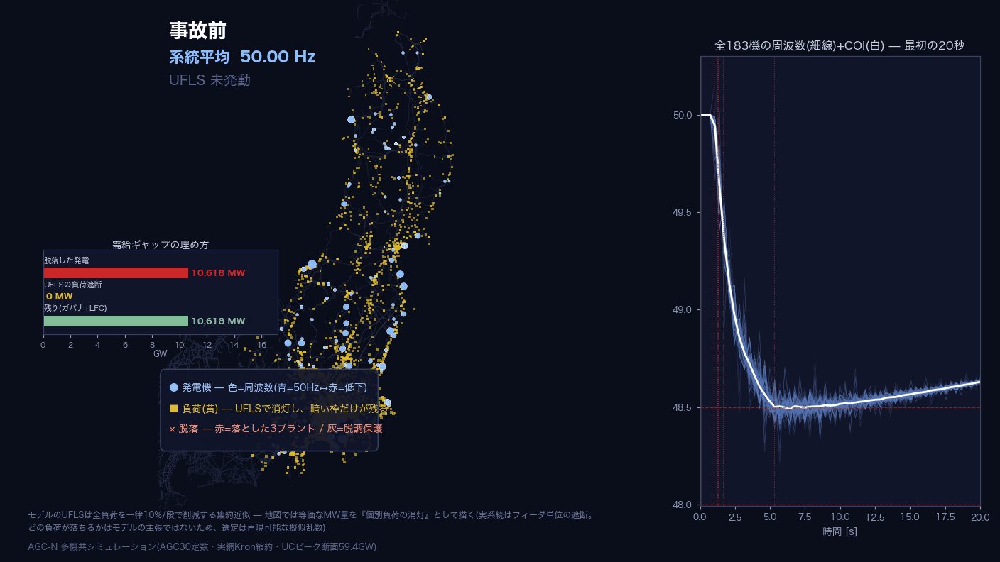 事故前
系統平均 50.00 Hz
UFLS 未発動
需給ギャップの埋め方
脱落した発電
10,618 MW
UFLSの負荷遮断
0 MW
残り(ガバナ+LFC)
10,618 MW
0 2 4 6 8 10 12 14 16
GW
● 発電機 — 色=周波数(青=50Hz↔赤=低下)
■ 負荷(黄) — UFLSで消灯し、暗い枠だけが残る
× 脱落 — 赤=落とした3プラント / 灰=脱調保護
全183機の周波数(細線)+COI(白) — 最初の20秒
50.0
49.5
49.0
48.5
48.0
0.0 2.5 5.0 7.5 10.0 12.5 15.0 17.5 20.0
時間 [s]
モデルのUFLSは全負荷を一律10%/段で削減する集約近似 — 地図では等価なMW量を『個別負荷の消灯』として描く(実系統はフィーダ単位の遮断。
どの負荷が落ちるかはモデルの主張ではないため、選定は再現可能な擬似乱数)
AGC-N 多機共シミュレーション(AGC30定数・実網Kron縮約・UCピーク断面59.4GW)